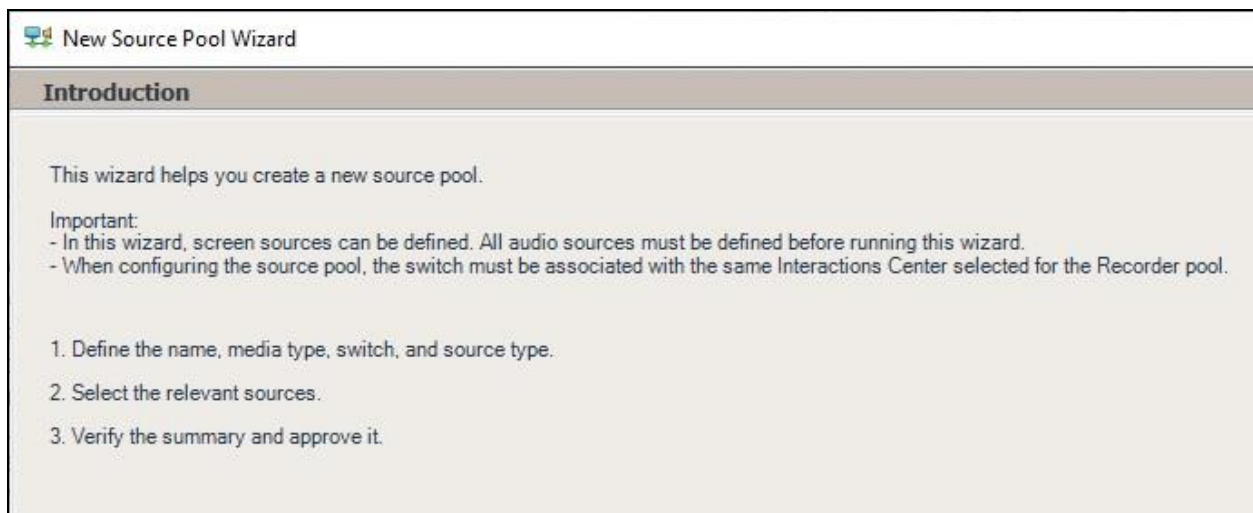 New Source Pool Wizard
Introduction
This wizard helps you create a new source pool.
Important:
- In this wizard, screen sources can be defined. All audio sources must be defined before running this wizard.
- When configuring the source pool, the switch must be associated with the same Interactions Center selected for the Recorder pool.
1. Define the name, media type, switch, and source type.
2. Select the relevant sources.
3. Verify the summary and approve it.